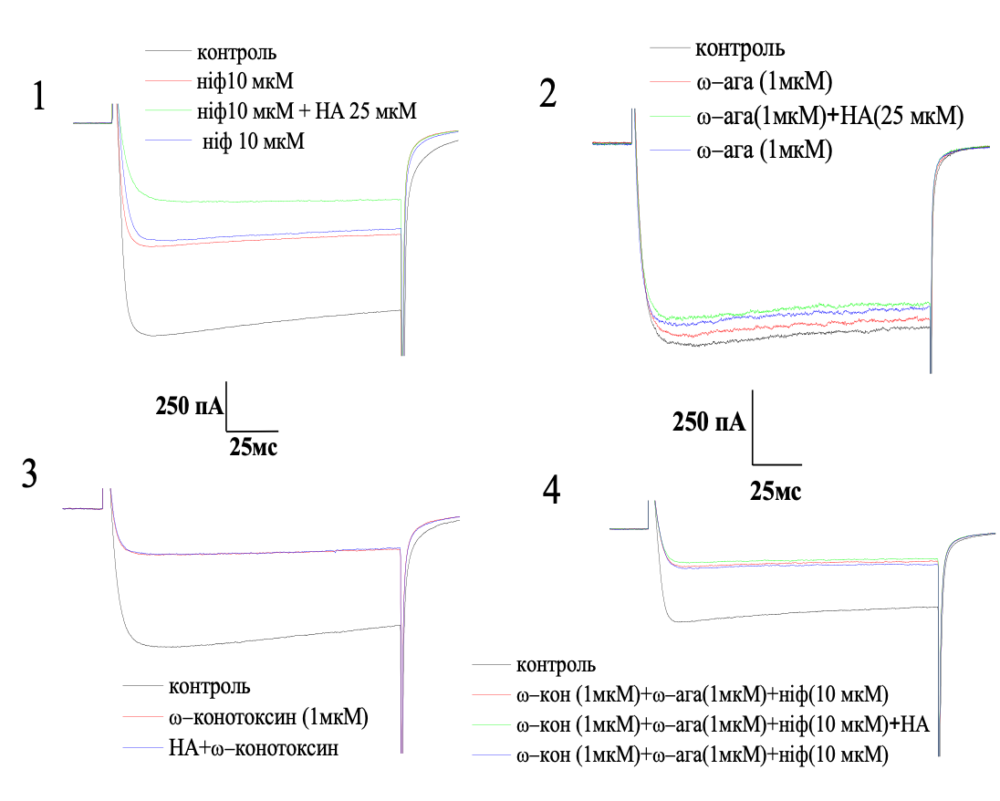 1
контроль
ніф10 мкМ
ніф10 мкМ + НА 25 мкМ
ніф 10 мкМ
2
контроль
ω–ага (1мкМ)
ω–ага(1мкМ)+НА(25 мкМ)
ω–ага (1мкМ)
250 пА
25мс
250 пА
25мс
3
контроль
ω–конотоксин (1мкМ)
НА+ω–конотоксин
4
контроль
ω–кон (1мкМ)+ω–ага(1мкМ)+ніф(10 мкМ)
ω–кон (1мкМ)+ω–ага(1мкМ)+ніф(10 мкМ)+НА
ω–кон (1мкМ)+ω–ага(1мкМ)+ніф(10 мкМ)